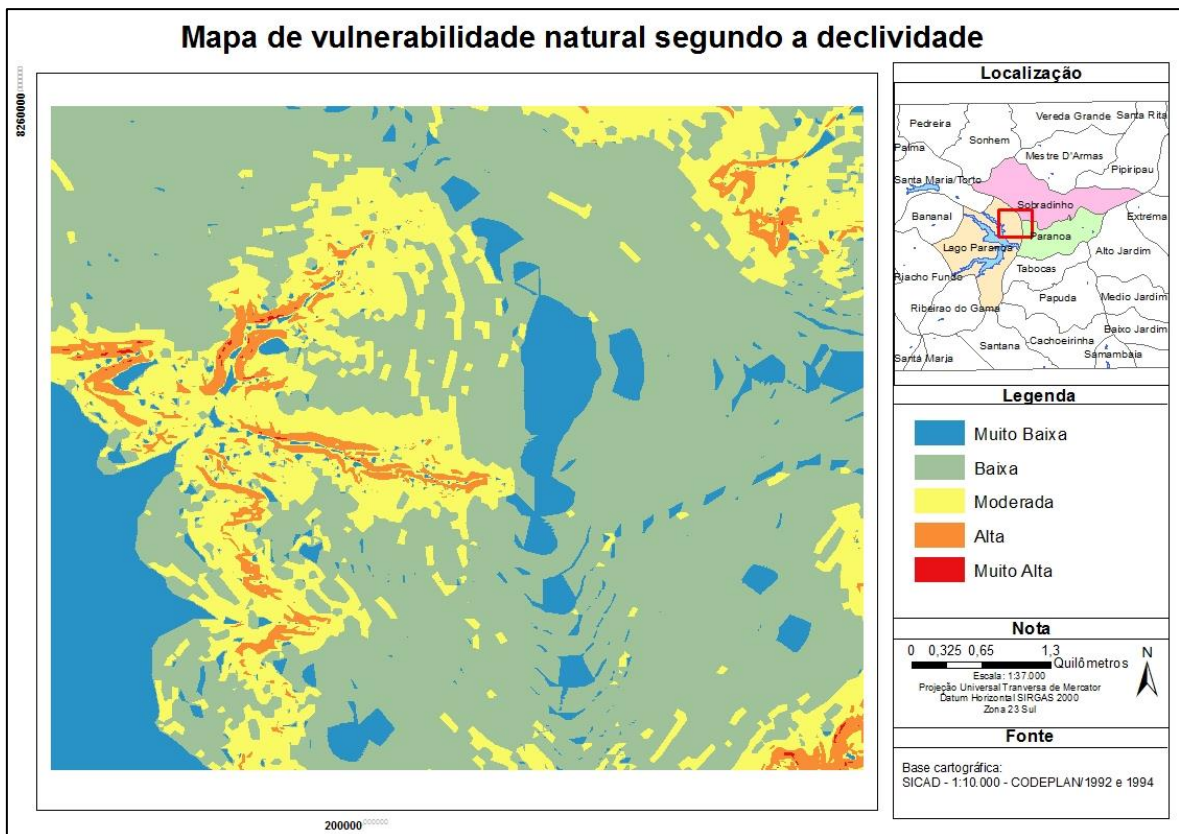 Mapa de vulnerabilidade natural segundo a declividade
8260000,000000
200000,000000
Localização
Pedreira
Sonhem
Vereda Grande
Santa Rita
Palma
Mestre D'Armas
Pipiripau
Santa Maria/Torto
Sobradinho
Bananal
Extrema
Paranoa
Lago Paranoa
Alto Jardim
Riacho Fundo
Tabocas
Papuda
Medio Jardim
Ribeirao do Gama
Baixo Jardim
Santa Maria
Santana
Cachoeirinha
Samambaia
Legenda
Muito Baixa
Baixa
Moderada
Alta
Muito Alta
Nota
0 0,325 0,65 1,3
Quilômetros
N
Escala: 1:37.000
Projeção Universal Tranversa de Mercator
Datum Horizontal SIRGAS 2000
Zona 23 Sul
Fonte
Base cartográfica:
SICAD - 1:10.000 - CODEPLAN/1992 e 1994